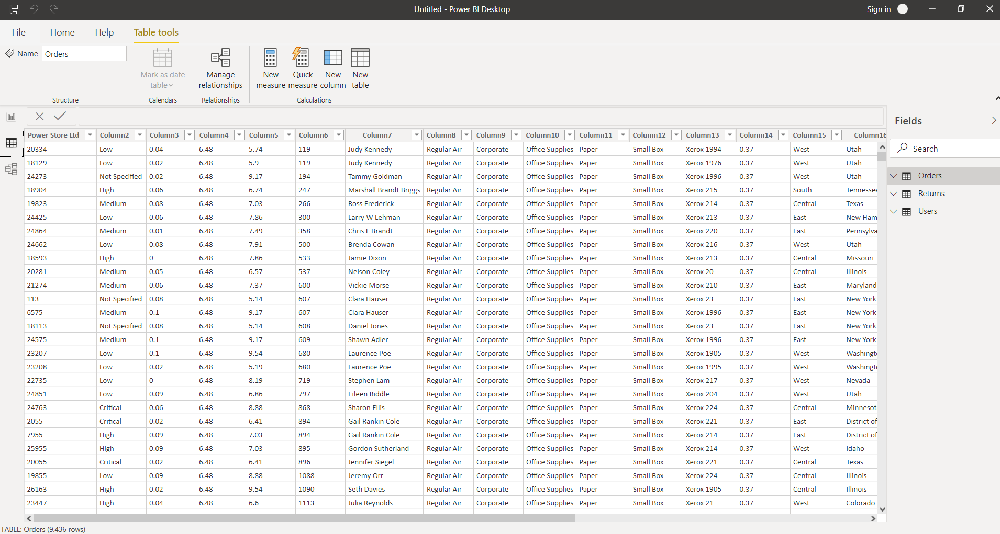 Untitled - Power BI Desktop
Sign in
File Home Help Table tools
Name Orders
Mark as date table
Manage relationships
New measure
Quick measure
New column
New table
Structure Calendars Relationships Calculations
Power Store Ltd Column2 Column3 Column4 Column5 Column6 Column7 Column8 Column9 Column10 Column11 Column12 Column13 Column14 Column15 Column16
20334 Low 0.04 6.48 5.74 119 Judy Kennedy Regular Air Corporate Office Supplies Paper Small Box Xerox 1994 0.37 West Utah
18129 Low 0.02 6.48 5.9 119 Judy Kennedy Regular Air Corporate Office Supplies Paper Small Box Xerox 1976 0.37 West Utah
24273 Not Specified 0.02 6.48 9.17 194 Tammy Goldman Regular Air Corporate Office Supplies Paper Small Box Xerox 1996 0.37 West Utah
18904 High 0.06 6.48 6.74 247 Marshall Brandt Briggs Regular Air Corporate Office Supplies Paper Small Box Xerox 215 0.37 South Tennessee
19823 Medium 0.08 6.48 7.03 266 Ross Frederick Regular Air Corporate Office Supplies Paper Small Box Xerox 214 0.37 Central Texas
24425 Low 0.06 6.48 7.86 300 Larry W Lehman Regular Air Corporate Office Supplies Paper Small Box Xerox 213 0.37 East New Ham
24864 Medium 0.01 6.48 7.49 358 Chris F Brandt Regular Air Corporate Office Supplies Paper Small Box Xerox 220 0.37 East Pennsylva
24662 Low 0.08 6.48 7.91 500 Brenda Cowan Regular Air Corporate Office Supplies Paper Small Box Xerox 216 0.37 West Utah
18593 High 0 6.48 7.86 533 Jamie Dixon Regular Air Corporate Office Supplies Paper Small Box Xerox 213 0.37 Central Missouri
20281 Medium 0.05 6.48 6.57 537 Nelson Coley Regular Air Corporate Office Supplies Paper Small Box Xerox 20 0.37 Central Illinois
21274 Medium 0.06 6.48 7.37 600 Vickie Morse Regular Air Corporate Office Supplies Paper Small Box Xerox 210 0.37 East Maryland
113 Not Specified 0.08 6.48 5.14 607 Clara Hauser Regular Air Corporate Office Supplies Paper Small Box Xerox 23 0.37 East New York
6575 Medium 0.1 6.48 9.17 607 Clara Hauser Regular Air Corporate Office Supplies Paper Small Box Xerox 1996 0.37 East New York
18113 Not Specified 0.08 6.48 5.14 608 Daniel Jones Regular Air Corporate Office Supplies Paper Small Box Xerox 23 0.37 East New York
24575 Medium 0.1 6.48 9.17 609 Shawn Adler Regular Air Corporate Office Supplies Paper Small Box Xerox 1996 0.37 East New York
23207 Low 0.1 6.48 9.54 680 Laurence Poe Regular Air Corporate Office Supplies Paper Small Box Xerox 1905 0.37 West Washingt
23208 Low 0.02 6.48 5.19 680 Laurence Poe Regular Air Corporate Office Supplies Paper Small Box Xerox 1995 0.37 West Washingt
22735 Low 0 6.48 8.19 719 Stephen Lam Regular Air Corporate Office Supplies Paper Small Box Xerox 217 0.37 West Nevada
24851 Low 0.09 6.48 6.86 797 Eileen Riddle Regular Air Corporate Office Supplies Paper Small Box Xerox 204 0.37 West Utah
24763 Critical 0.06 6.48 8.88 868 Sharon Ellis Regular Air Corporate Office Supplies Paper Small Box Xerox 224 0.37 Central Minnesot
2055 Critical 0.02 6.48 6.41 894 Gail Rankin Cole Regular Air Corporate Office Supplies Paper Small Box Xerox 221 0.37 East District of
7955 High 0.09 6.48 7.03 894 Gail Rankin Cole Regular Air Corporate Office Supplies Paper Small Box Xerox 214 0.37 East District of
25955 High 0.09 6.48 7.03 895 Gordon Sutherland Regular Air Corporate Office Supplies Paper Small Box Xerox 214 0.37 West Idaho
20055 Critical 0.02 6.48 6.41 896 Jennifer Siegel Regular Air Corporate Office Supplies Paper Small Box Xerox 221 0.37 Central Texas
19855 Low 0.09 6.48 8.88 1088 Jeremy Orr Regular Air Corporate Office Supplies Paper Small Box Xerox 224 0.37 Central Illinois
26163 High 0.02 6.48 9.54 1090 Seth Davies Regular Air Corporate Office Supplies Paper Small Box Xerox 1905 0.37 Central Illinois
23447 High 0.04 6.48 6.6 1113 Julia Reynolds Regular Air Corporate Office Supplies Paper Small Box Xerox 21 0.37 West Colorado
Fields
Search
Orders
Returns
Users
TABLE: Orders (9,436 rows)